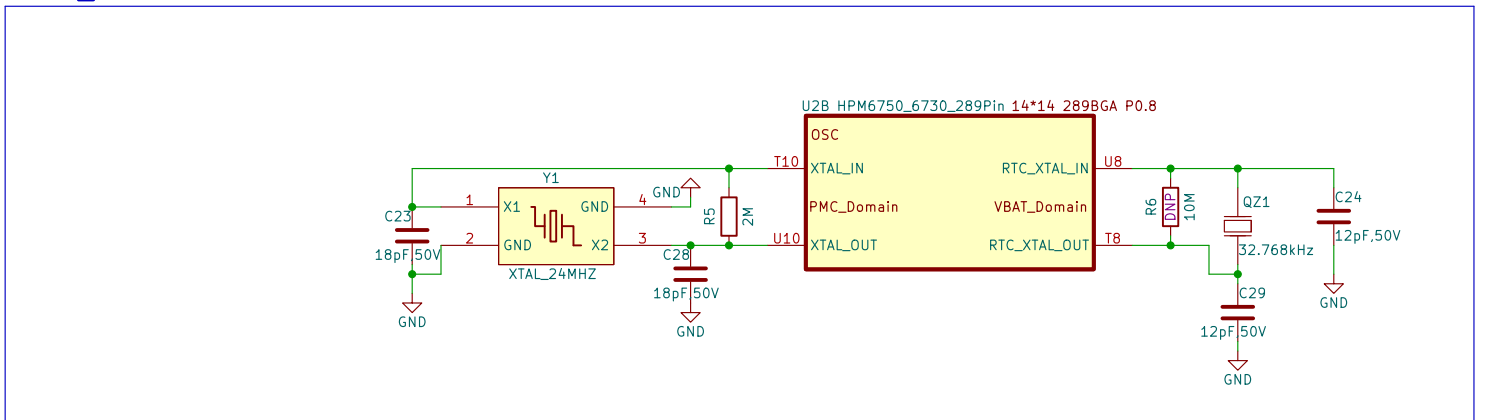 U2B HPM6750_6730_289Pin 14*14 289BGA P0.8
OSC
T10 XTAL_IN RTC_XTAL_IN U8
PMC_Domain VBAT_Domain
U10 XTAL_OUT RTC_XTAL_OUT T8
Y1
1 X1 GND 4 GND
2 GND X2 3
XTAL_24MHZ
C23
18pF,50V
GND
R5
2M
C28
18pF,50V
GND
R6
DNP
10M
QZ1
32.768kHz
C24
12pF,50V
GND
C29
12pF,50V
GND